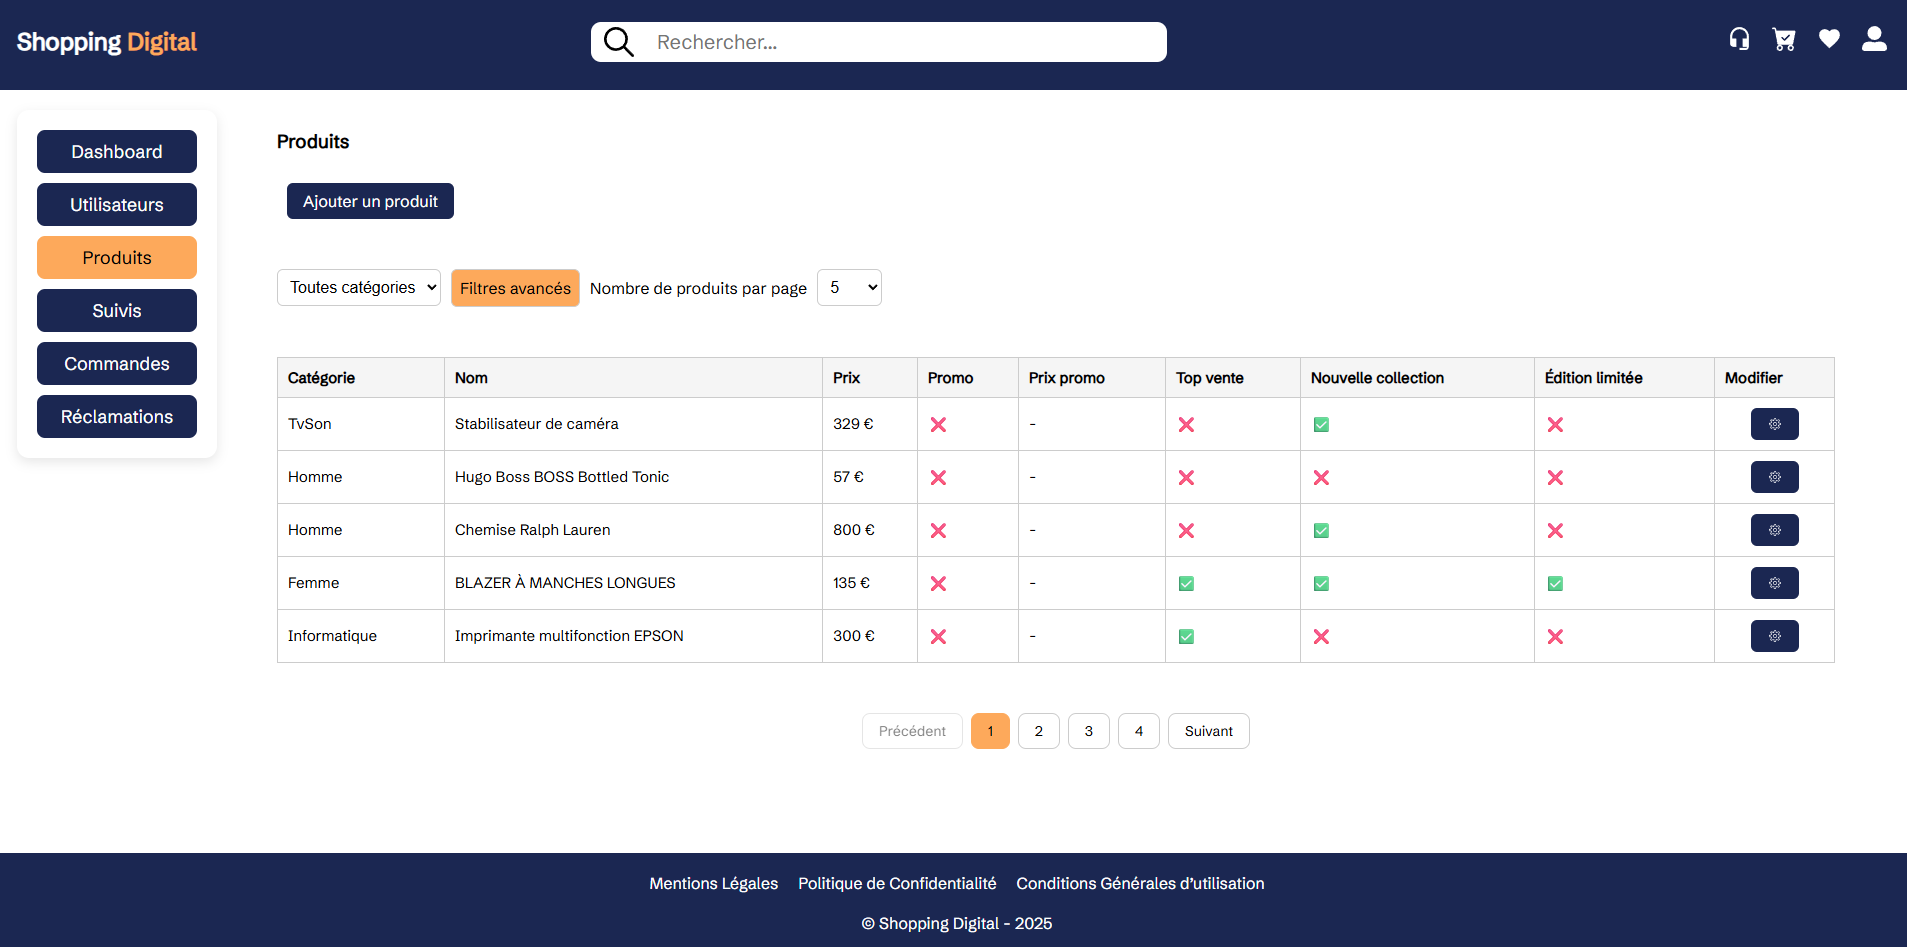 Shopping Digital
Rechercher...
Dashboard
Utilisateurs
Produits
Suivis
Commandes
Réclamations
Produits
Ajouter un produit
Toutes catégories Filtres avancés Nombre de produits par page 5
Catégorie Nom Prix Promo Prix promo Top vente Nouvelle collection Édition limitée Modifier
TvSon Stabilisateur de caméra 329 € ❌ - ❌ ✅ ❌
Homme Hugo Boss BOSS Bottled Tonic 57 € ❌ - ❌ ❌ ❌
Homme Chemise Ralph Lauren 800 € ❌ - ❌ ✅ ❌
Femme BLAZER À MANCHES LONGUES 135 € ❌ - ✅ ✅ ✅
Informatique Imprimante multifonction EPSON 300 € ❌ - ✅ ❌ ❌
Précédent 1 2 3 4 Suivant
Mentions Légales Politique de Confidentialité Conditions Générales d’utilisation
© Shopping Digital - 2025